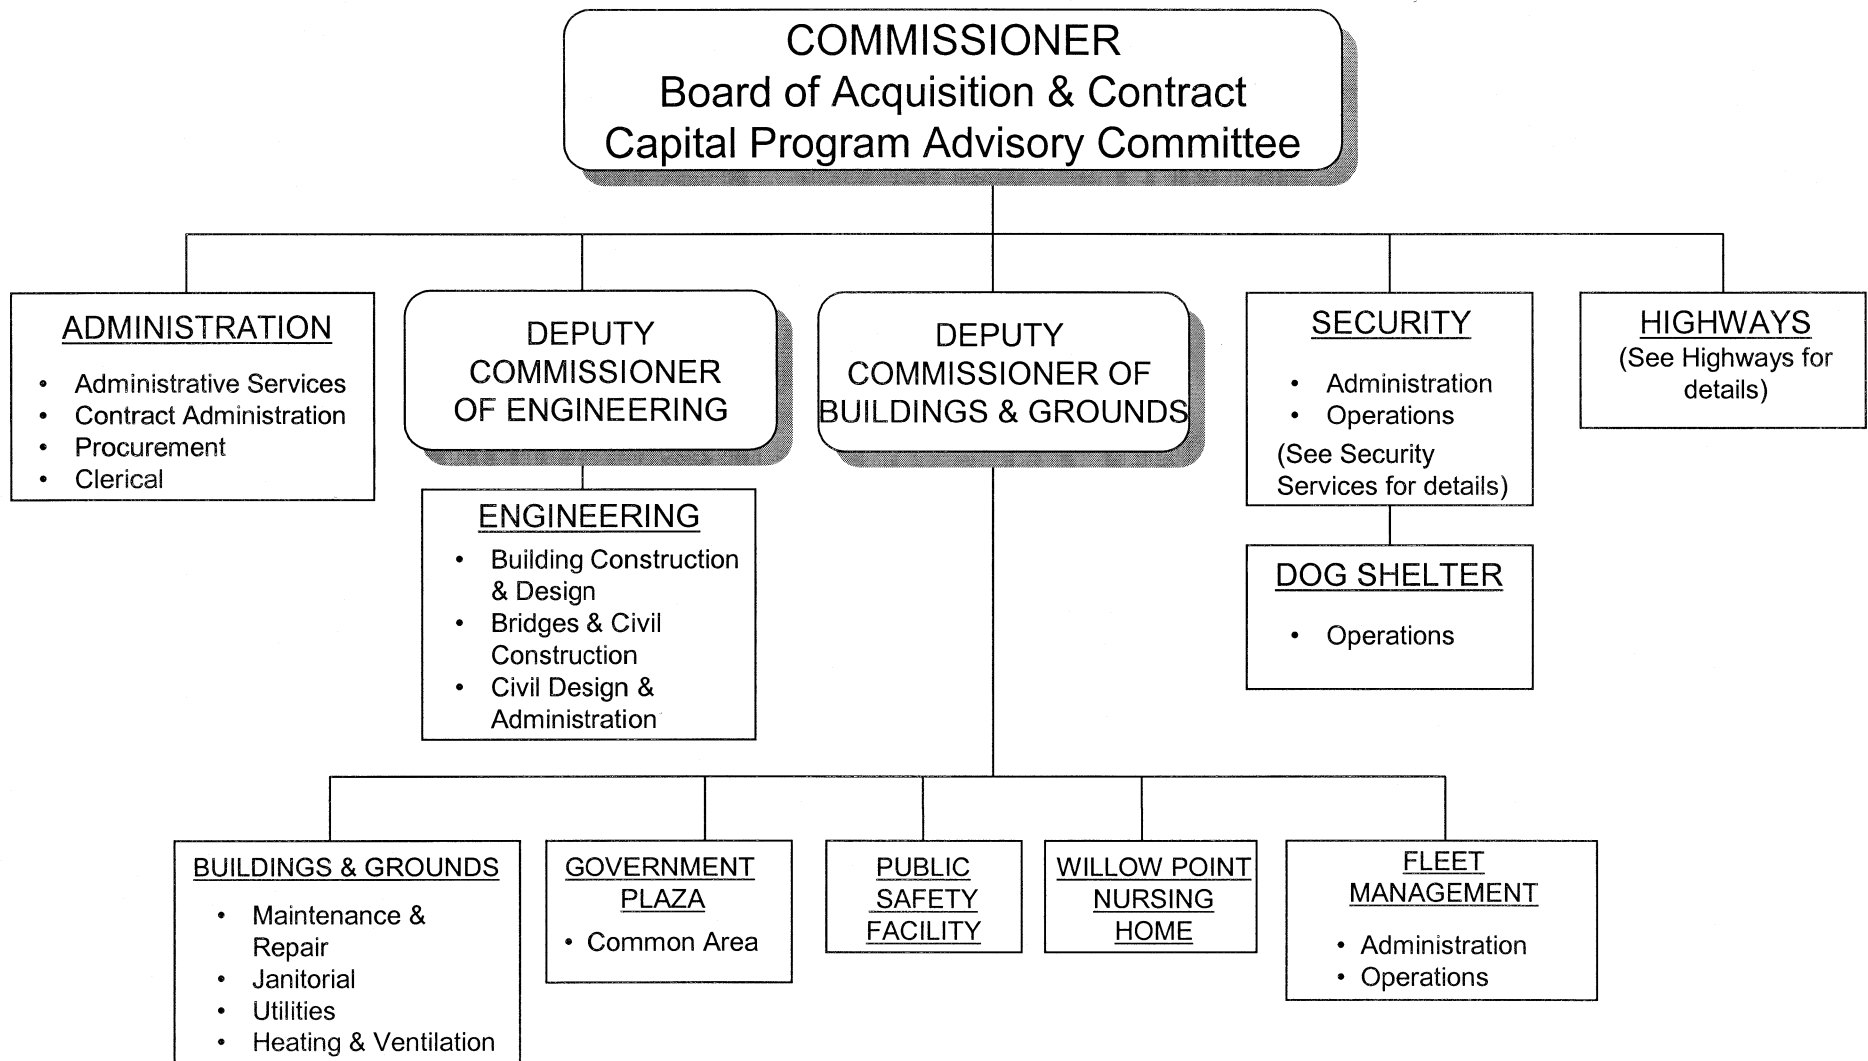 COMMISSIONER
Board of Acquisition & Contract
Capital Program Advisory Committee
ADMINISTRATION
• Administrative Services
• Contract Administration
• Procurement
• Clerical
DEPUTY
COMMISSIONER
OF ENGINEERING
ENGINEERING
• Building Construction
& Design
• Bridges & Civil
Construction
• Civil Design &
Administration
DEPUTY
COMMISSIONER OF
BUILDINGS & GROUNDS
SECURITY
• Administration
• Operations
(See Security
Services for details)
DOG SHELTER
• Operations
HIGHWAYS
(See Highways for
details)
BUILDINGS & GROUNDS
• Maintenance &
Repair
• Janitorial
• Utilities
• Heating & Ventilation
GOVERNMENT
PLAZA
• Common Area
PUBLIC
SAFETY
FACILITY
WILLOW POINT
NURSING
HOME
FLEET
MANAGEMENT
• Administration
• Operations